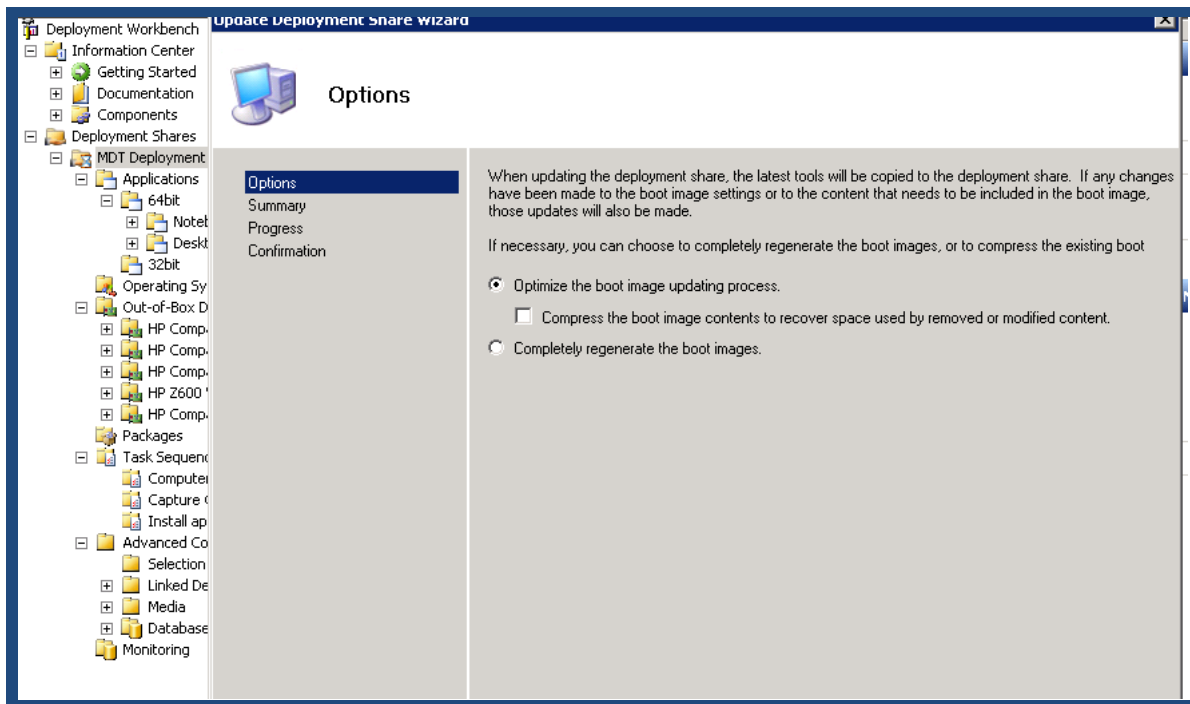 Deployment Workbench
Update Deployment Share Wizard
Information Center
Getting Started
Documentation
Components
Deployment Shares
MDT Deployment
Applications
64bit
Noteb
Deskt
32bit
Operating Sy
Out-of-Box D
HP Comp
HP Comp
HP Comp
HP Z600
HP Comp
Packages
Task Sequen
Computer
Capture
Install ap
Advanced Co
Selection
Linked De
Media
Database
Monitoring
Options
Options
Summary
Progress
Confirmation
When updating the deployment share, the latest tools will be copied to the deployment share. If any changes
have been made to the boot image settings or to the content that needs to be included in the boot image,
those updates will also be made.
If necessary, you can choose to completely regenerate the boot images, or to compress the existing boot
Optimize the boot image updating process.
Compress the boot image contents to recover space used by removed or modified content.
Completely regenerate the boot images.